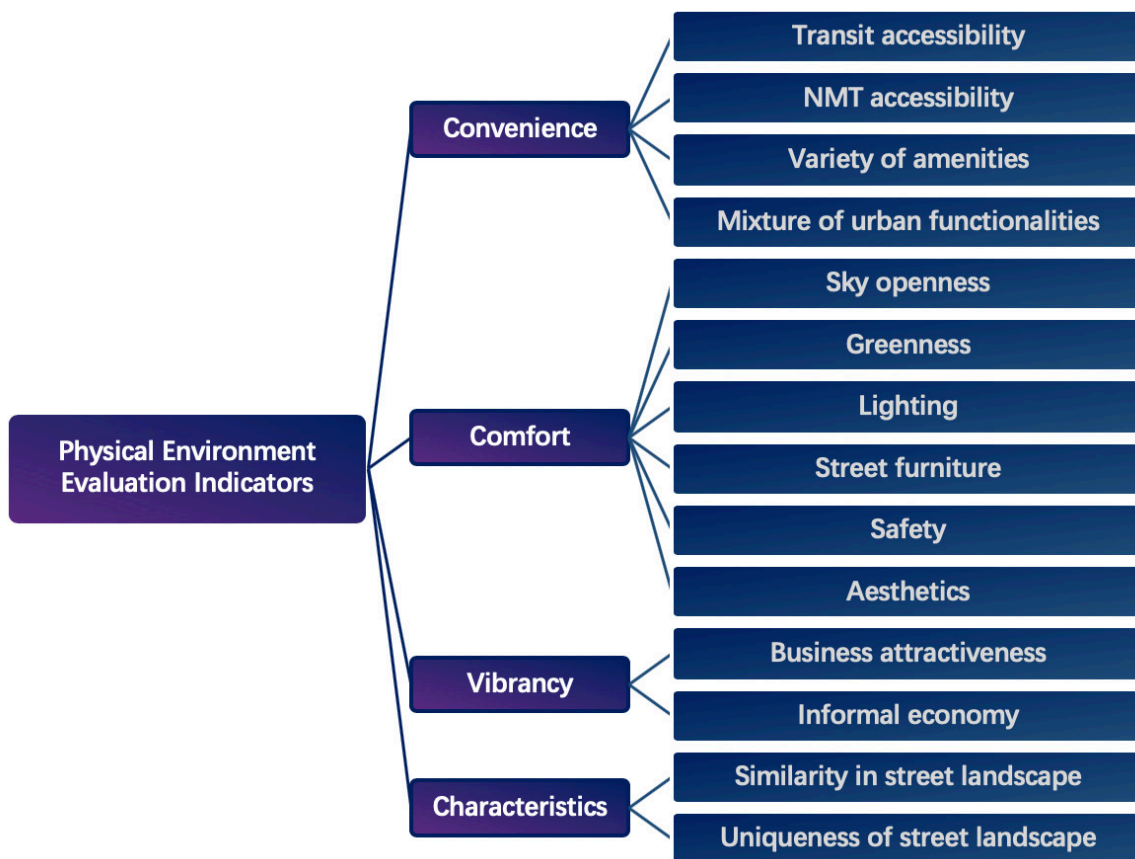 Physical Environment
Evaluation Indicators
Convenience
Transit accessibility
NMT accessibility
Variety of amenities
Mixture of urban functionalities
Comfort
Sky openness
Greenness
Lighting
Street furniture
Safety
Aesthetics
Vibrancy
Business attractiveness
Informal economy
Characteristics
Similarity in street landscape
Uniqueness of street landscape